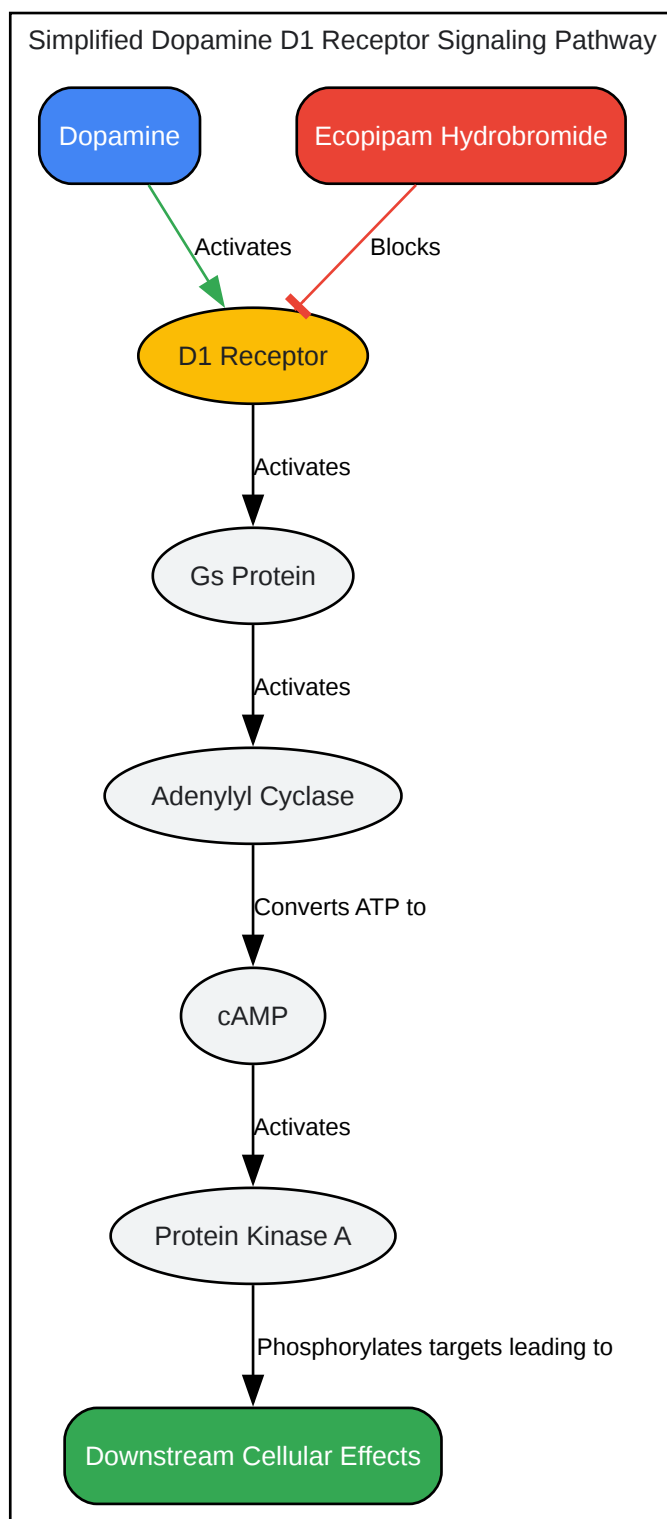 Simplified Dopamine D1 Receptor Signaling Pathway
Dopamine
Ecopipam Hydrobromide
Activates
Blocks
D1 Receptor
Activates
Gs Protein
Activates
Adenylyl Cyclase
Converts ATP to
cAMP
Activates
Protein Kinase A
Phosphorylates targets leading to
Downstream Cellular Effects